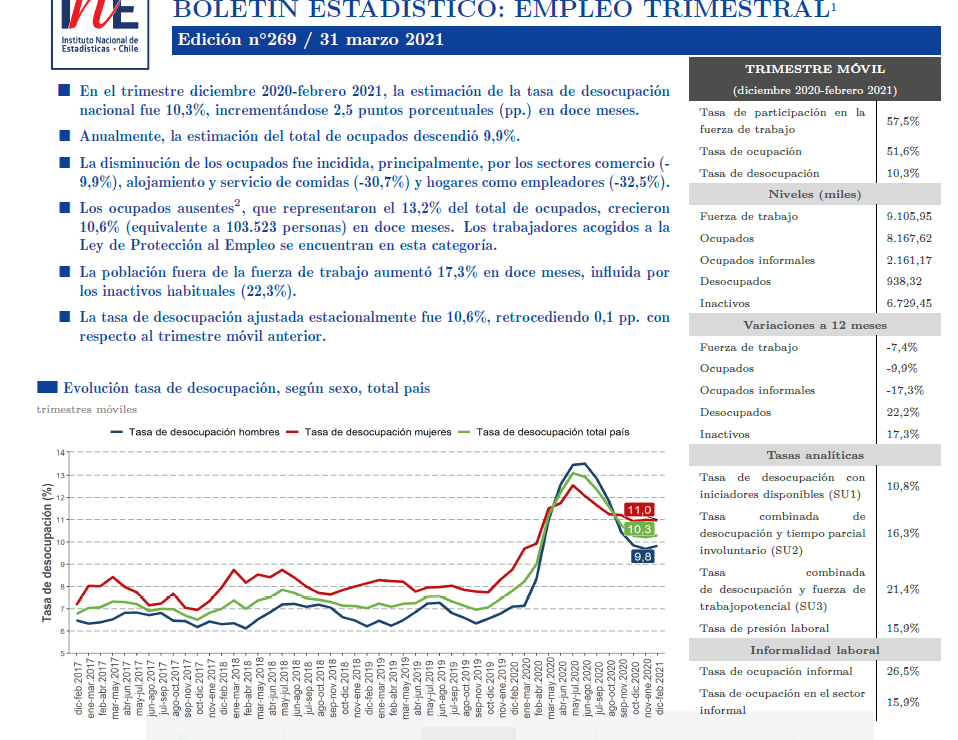 BOLETÍN ESTADÍSTICO: EMPLEO TRIMESTRAL¹
INE
Instituto Nacional de
Estadísticas • Chile
Edición n°269 / 31 marzo 2021
En el trimestre diciembre 2020-febrero 2021, la estimación de la tasa de desocupación
nacional fue 10,3%, incrementándose 2,5 puntos porcentuales (pp.) en doce meses.
Anualmente, la estimación del total de ocupados descendió 9,9%.
La disminución de los ocupados fue incidida, principalmente, por los sectores comercio (-
9,9%), alojamiento y servicio de comidas (-30,7%) y hogares como empleadores (-32,5%).
Los ocupados ausentes², que representaron el 13,2% del total de ocupados, crecieron
10,6% (equivalente a 103.523 personas) en doce meses. Los trabajadores acogidos a la
Ley de Protección al Empleo se encuentran en esta categoría.
La población fuera de la fuerza de trabajo aumentó 17,3% en doce meses, influida por
los inactivos habituales (22,3%).
La tasa de desocupación ajustada estacionalmente fue 10,6%, retrocediendo 0,1 pp. con
respecto al trimestre móvil anterior.
Evolución tasa de desocupación, según sexo, total país
trimestres móviles
Tasa de desocupación hombres Tasa de desocupación mujeres Tasa de desocupación total país
Tasa de desocupación (%)
14
13
12
11
10
9
8
7
6
5
11,0
10,3
9,8
dic-feb.2017
ene-mar.2017
feb-abr.2017
mar-may.2017
abr-jun.2017
may-jul.2017
jun-ago.2017
jul-sep.2017
ago-oct.2017
sep-nov.2017
oct-dic.2017
nov-ene.2018
dic-feb.2018
ene-mar.2018
feb-abr.2018
mar-may.2018
abr-jun.2018
may-jul.2018
jun-ago.2018
jul-sep.2018
ago-oct.2018
sep-nov.2018
oct-dic.2018
nov-ene.2019
dic-feb.2019
ene-mar.2019
feb-abr.2019
mar-may.2019
abr-jun.2019
may-jul.2019
jun-ago.2019
jul-sep.2019
ago-oct.2019
sep-nov.2019
oct-dic.2019
nov-ene.2020
dic-feb.2020
ene-mar.2020
feb-abr.2020
mar-may.2020
abr-jun.2020
may-jul.2020
jun-ago.2020
jul-sep.2020
ago-oct.2020
sep-nov.2020
oct-dic.2020
nov-ene.2020
dic-feb.2021
TRIMESTRE MÓVIL
(diciembre 2020-febrero 2021)
Tasa de participación en la
fuerza de trabajo 57,5%
Tasa de ocupación 51,6%
Tasa de desocupación 10,3%
Niveles (miles)
Fuerza de trabajo 9.105,95
Ocupados 8.167,62
Ocupados informales 2.161,17
Desocupados 938,32
Inactivos 6.729,45
Variaciones a 12 meses
Fuerza de trabajo -7,4%
Ocupados -9,9%
Ocupados informales -17,3%
Desocupados 22,2%
Inactivos 17,3%
Tasas analíticas
Tasa de desocupación con
iniciadores disponibles (SU1) 10,8%
Tasa combinada de
desocupación y tiempo parcial
involuntario (SU2) 16,3%
Tasa combinada
de desocupación y fuerza de
trabajopotencial (SU3) 21,4%
Tasa de presión laboral 15,9%
Informalidad laboral
Tasa de ocupación informal 26,5%
Tasa de ocupación en el sector
informal 15,9%